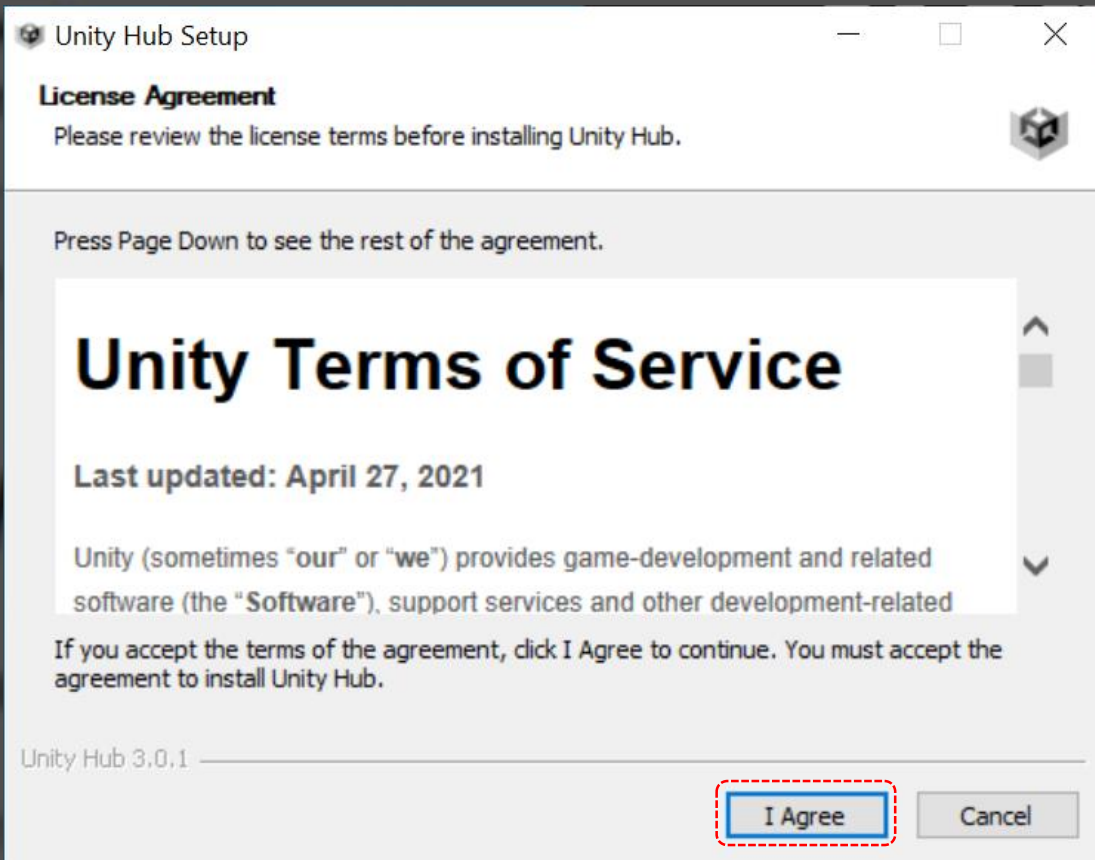 Unity Hub Setup
License Agreement
Please review the license terms before installing Unity Hub.
Press Page Down to see the rest of the agreement.
Unity Terms of Service
Last updated: April 27, 2021
Unity (sometimes “our” or “we”) provides game-development and related
software (the “Software”), support services and other development-related
If you accept the terms of the agreement, click I Agree to continue. You must accept the
agreement to install Unity Hub.
Unity Hub 3.0.1
I Agree
Cancel